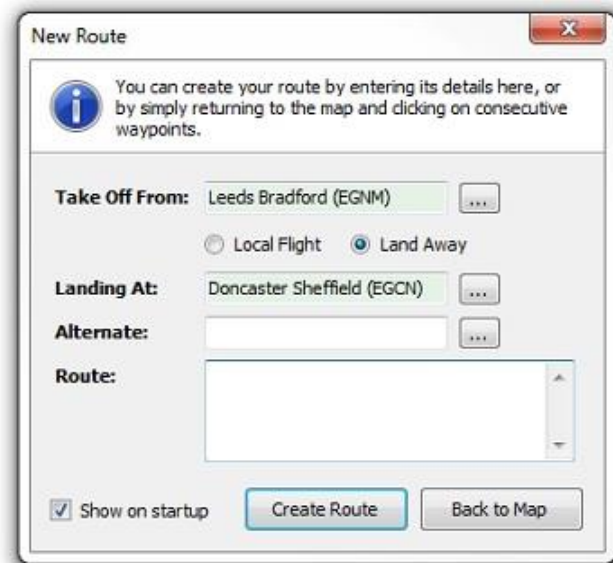 New Route
You can create your route by entering its details here, or
by simply returning to the map and clicking on consecutive
waypoints.
Take Off From: Leeds Bradford (EGNM) ...
Local Flight Land Away
Landing At: Doncaster Sheffield (EGCN) ...
Alternate: ...
Route:
Show on startup Create Route Back to Map